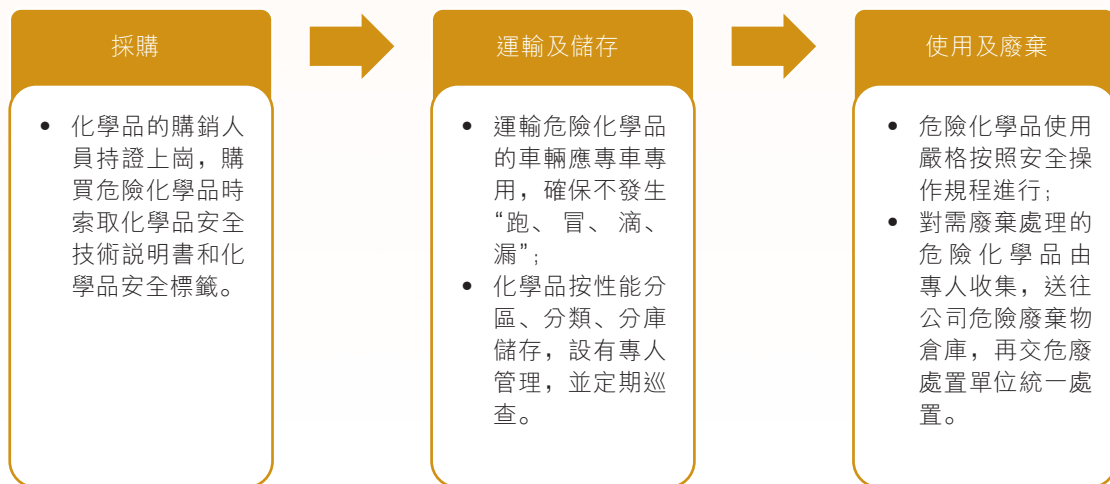 採購
化學品的購銷人
員持證上崗，購
買危險化學品時
索取化學品安全
技術説明書和化
學品安全標籤。
運輸及儲存
運輸危險化學品
的車輛應專車專
用，確保不發生
“跑、冒、滴、
漏”；
化學品按性能分
區、分類、分庫
儲存，設有專人
管理，並定期巡
查。
使用及廢棄
危險化學品使用
嚴格按照安全操
作規程進行；
對需廢棄處理的
危險化學品由
專人收集，送往
公司危險廢棄物
倉庫，再交危廢
處置單位統一處
置。